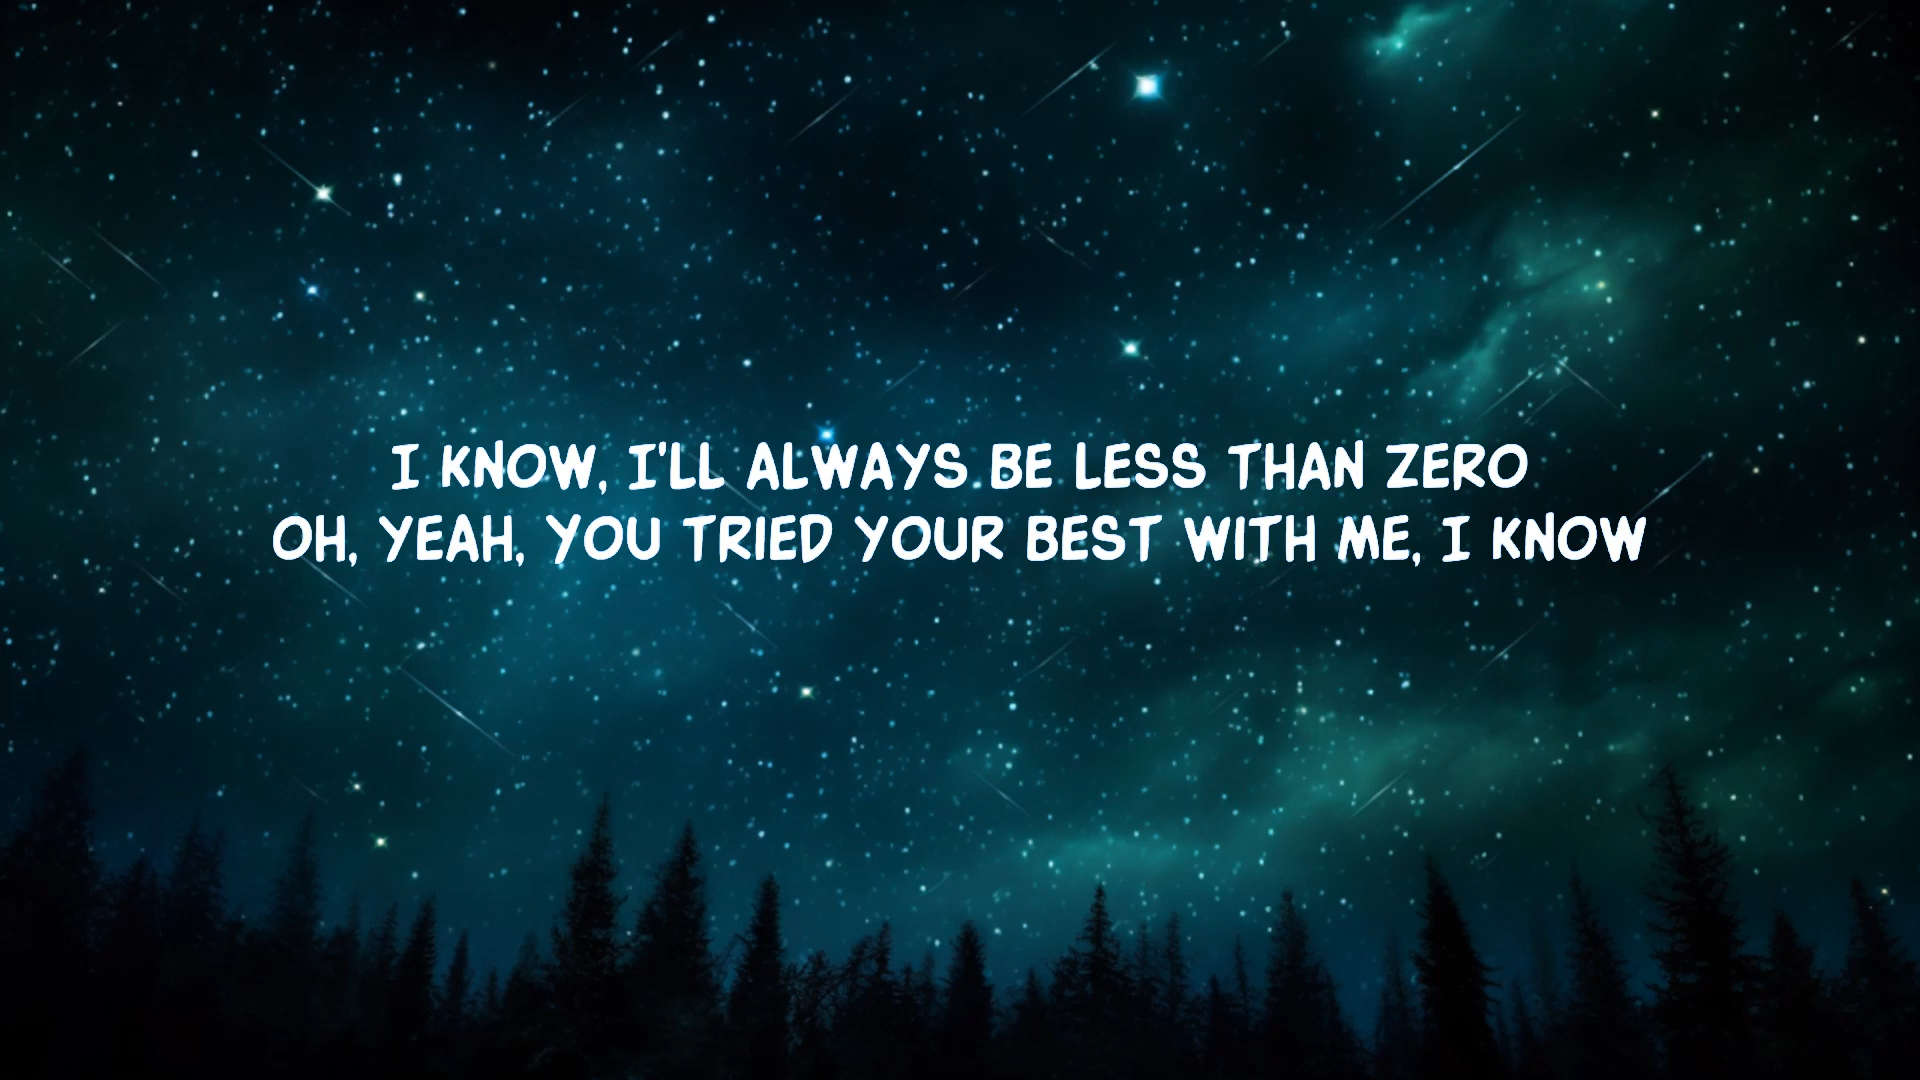 I KNOW, I'LL ALWAYS BE LESS THAN ZERO
OH, YEAH, YOU TRIED YOUR BEST WITH ME, I KNOW